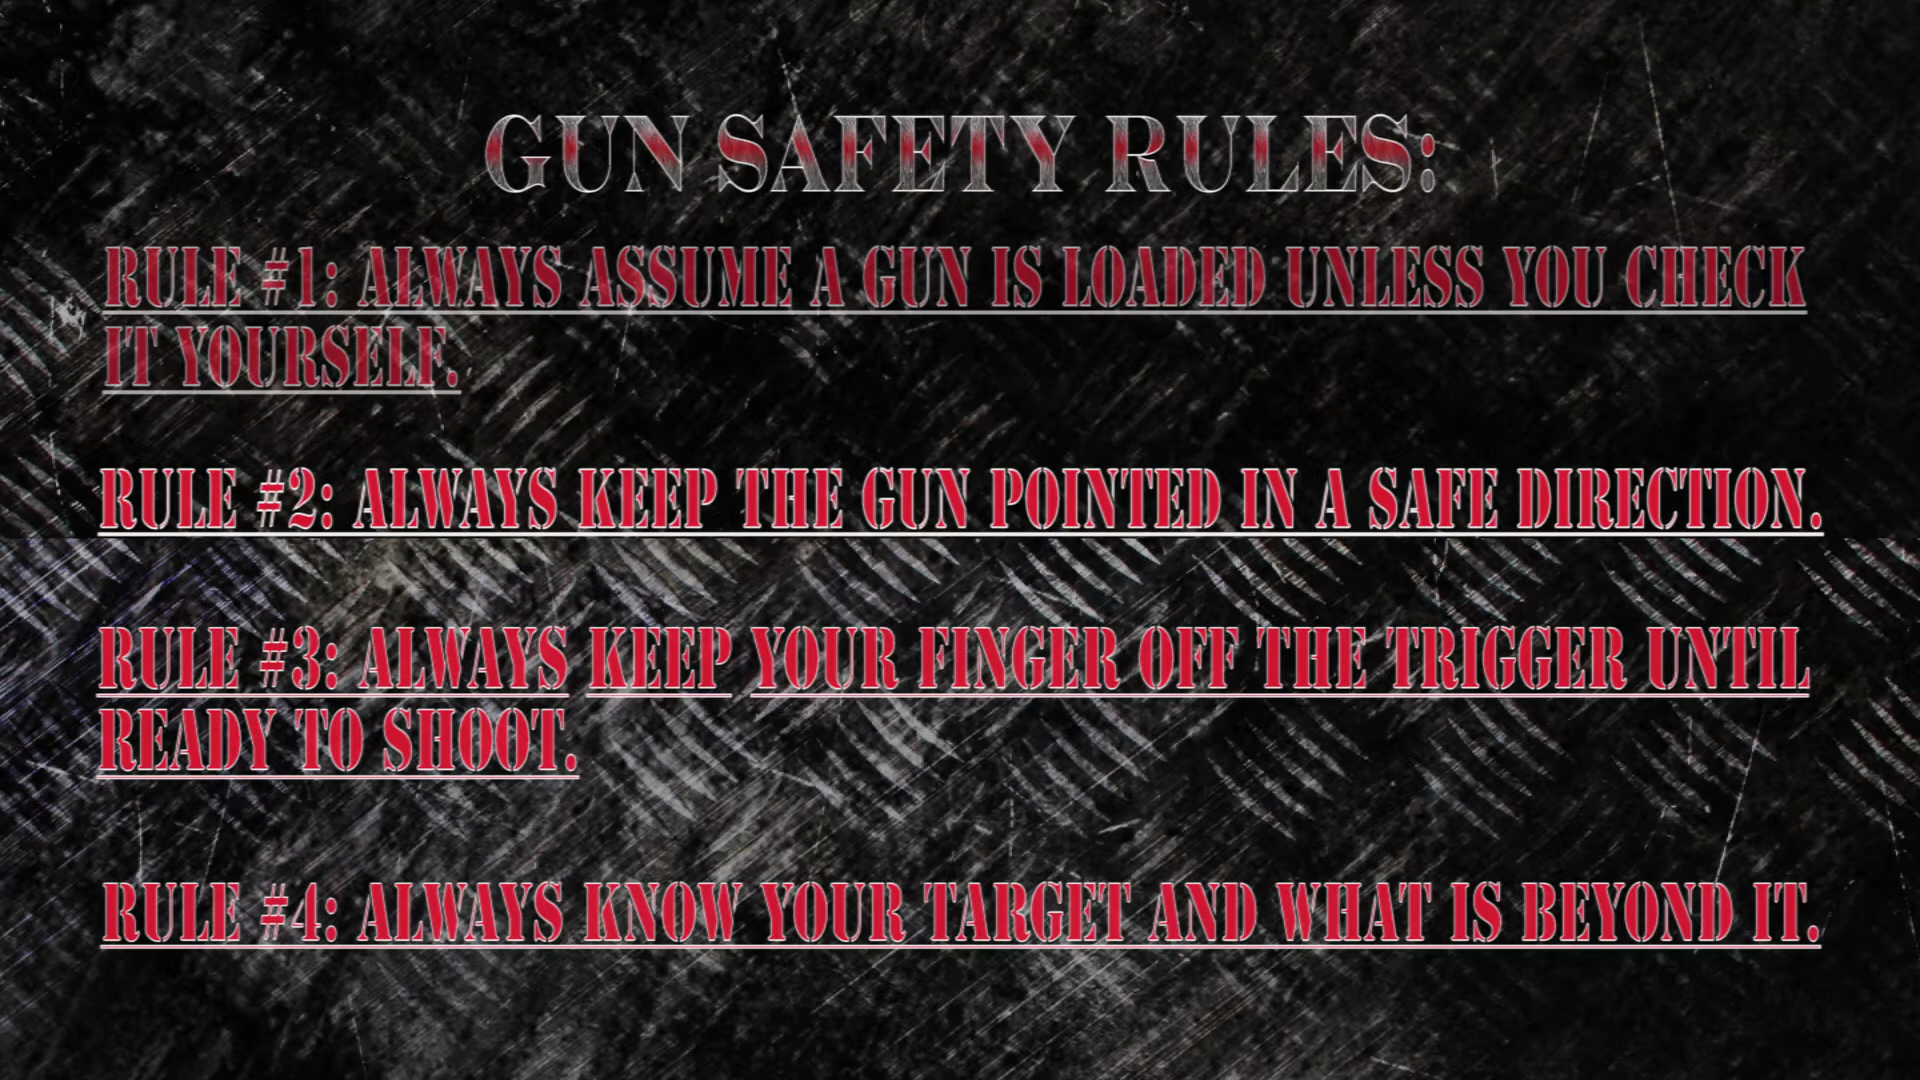 GUN SAFETY RULES:
RULE #1: ALWAYS ASSUME A GUN IS LOADED UNLESS YOU CHECK
IT YOURSELF.
RULE #2: ALWAYS KEEP THE GUN POINTED IN A SAFE DIRECTION.
RULE #3: ALWAYS KEEP YOUR FINGER OFF THE TRIGGER UNTIL
READY TO SHOOT.
RULE #4: ALWAYS KNOW YOUR TARGET AND WHAT IS BEYOND IT.